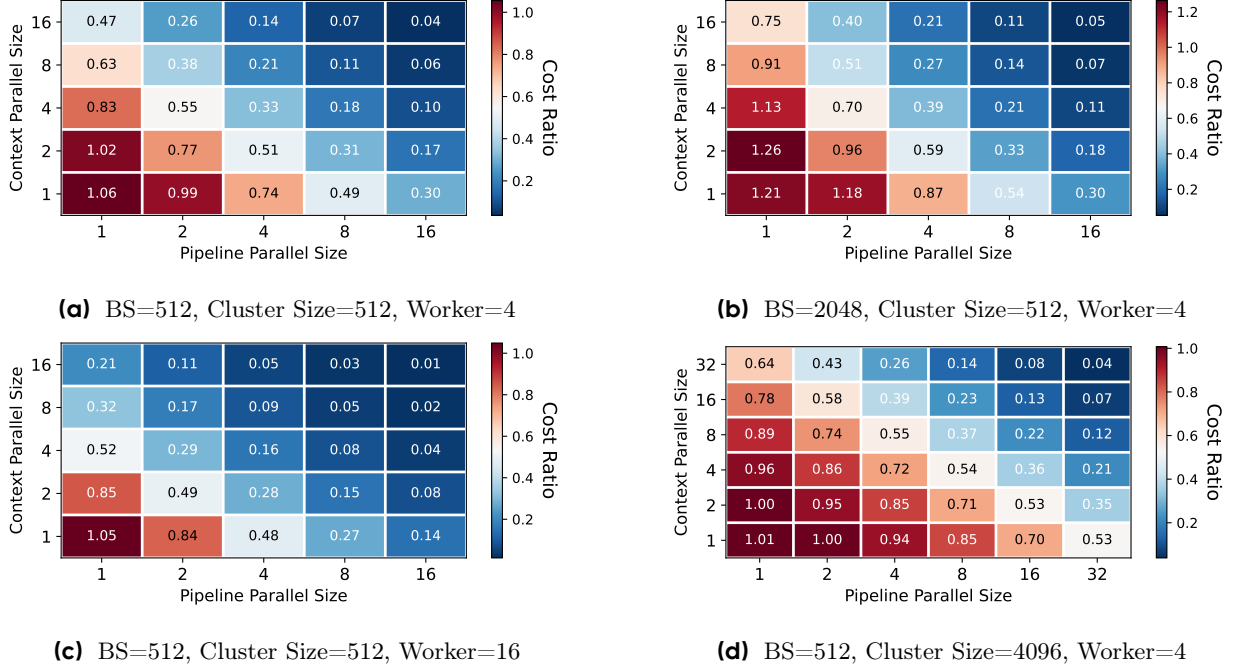 16 0.47 0.26 0.14 0.07 0.04
8 0.63 0.38 0.21 0.11 0.06
4 0.83 0.55 0.33 0.18 0.10
2 1.02 0.77 0.51 0.31 0.17
1 1.06 0.99 0.74 0.49 0.30
1 2 4 8 16
Pipeline Parallel Size
Context Parallel Size
1.0
0.8
0.6
0.4
0.2
Cost Ratio
(a) BS=512, Cluster Size=512, Worker=4
16 0.75 0.40 0.21 0.11 0.05
8 0.91 0.51 0.27 0.14 0.07
4 1.13 0.70 0.39 0.21 0.11
2 1.26 0.96 0.59 0.33 0.18
1 1.21 1.18 0.87 0.54 0.30
1 2 4 8 16
Pipeline Parallel Size
Context Parallel Size
1.2
1.0
0.8
0.6
0.4
0.2
Cost Ratio
(b) BS=2048, Cluster Size=512, Worker=4
16 0.21 0.11 0.05 0.03 0.01
8 0.32 0.17 0.09 0.05 0.02
4 0.52 0.29 0.16 0.08 0.04
2 0.85 0.49 0.28 0.15 0.08
1 1.05 0.84 0.48 0.27 0.14
1 2 4 8 16
Pipeline Parallel Size
Context Parallel Size
1.0
0.8
0.6
0.4
0.2
Cost Ratio
(c) BS=512, Cluster Size=512, Worker=16
32 0.64 0.43 0.26 0.14 0.08 0.04
16 0.78 0.58 0.39 0.23 0.13 0.07
8 0.89 0.74 0.55 0.37 0.22 0.12
4 0.96 0.86 0.72 0.54 0.36 0.21
2 1.00 0.95 0.85 0.71 0.53 0.35
1 1.01 1.00 0.94 0.85 0.70 0.53
1 2 4 8 16 32
Pipeline Parallel Size
Context Parallel Size
1.0
0.8
0.6
0.4
0.2
Cost Ratio
(d) BS=512, Cluster Size=4096, Worker=4